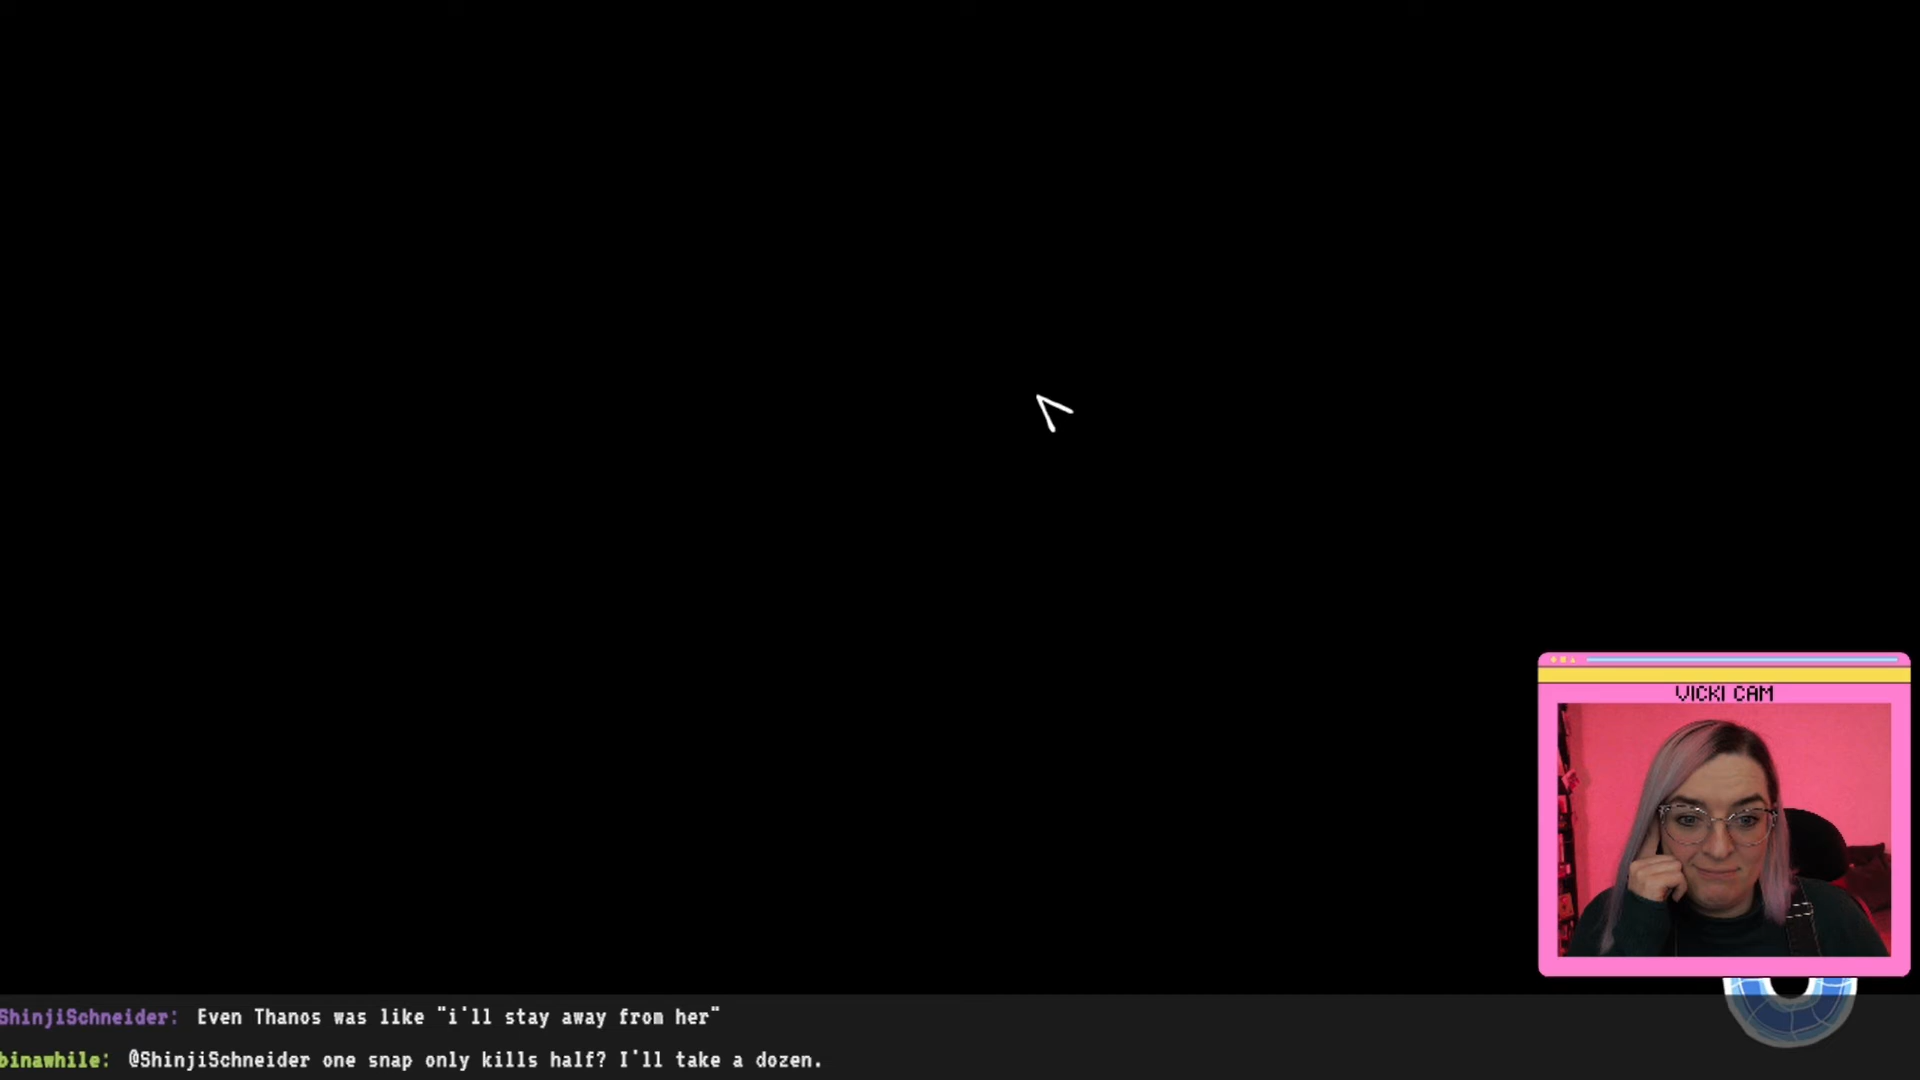 VICKI CAM
ShinjiSchneider: Even Thanos was like "i'll stay away from her"
binawhile: @ShinjiSchneider one snap only kills half? I'll take a dozen.